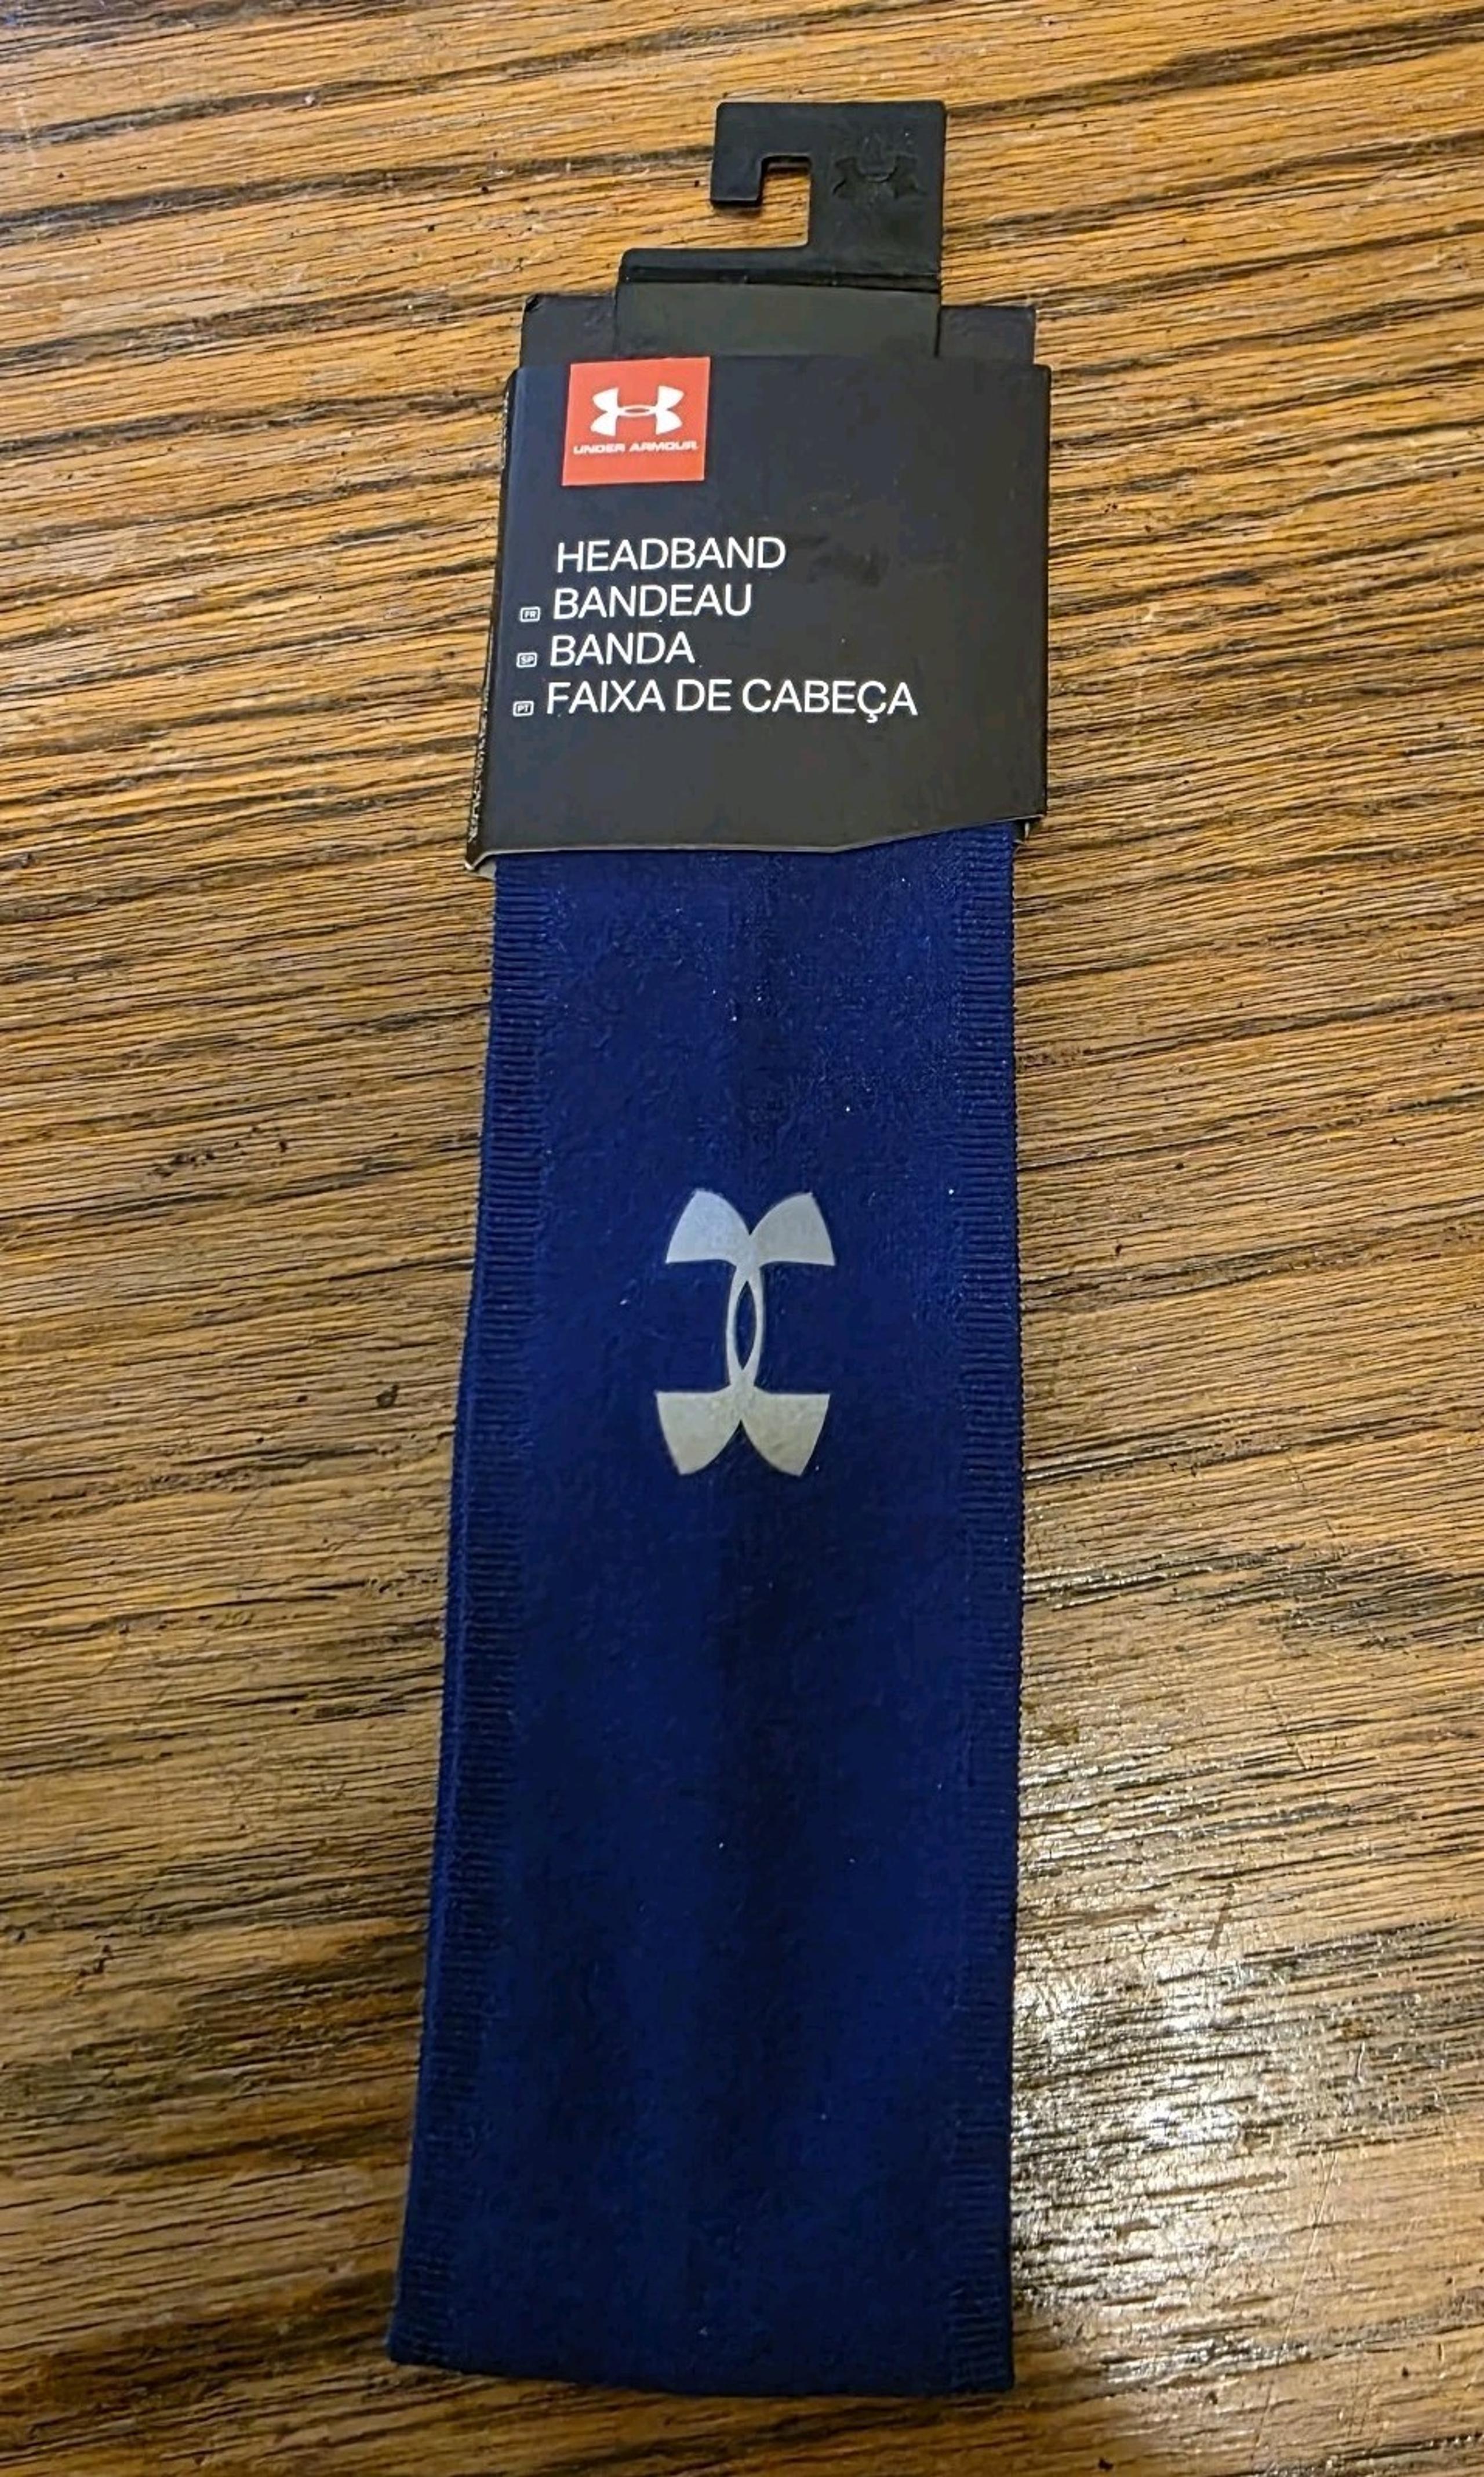 UNDER ARMOUR
HEADBAND
FR BANDEAU
SP BANDA
PT FAIXA DE CABEÇA